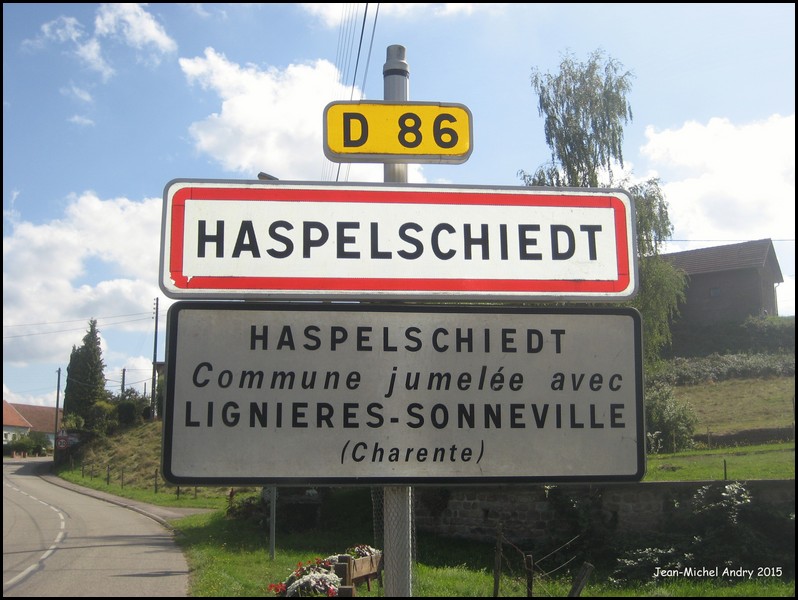 D 86
HASPELSCHIEDT
HASPELSCHIEDT
Commune jumelée avec
LIGNIERES-SONNEVILLE
(Charente)
Jean-Michel Andry 2015